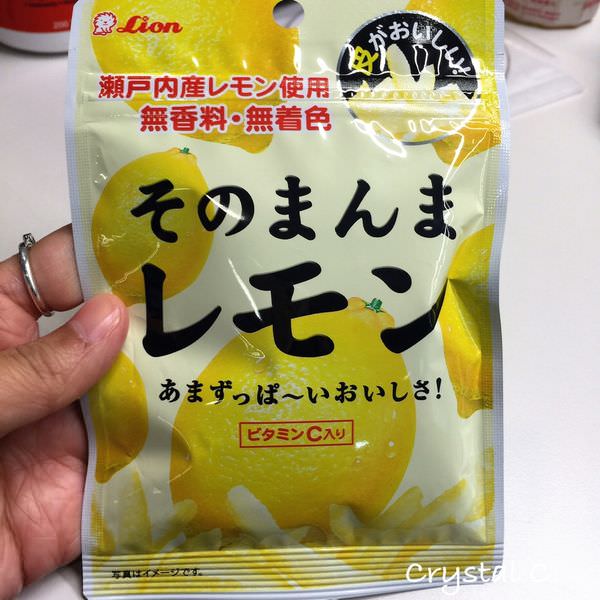 Lion
皮がおいしい!
瀬戸内産レモン使用
無香料・無着色
そのまんま
レモン
あまずっぱ〜いおいしさ!
ビタミンC入り
写真はイメージです。
Crystal C.